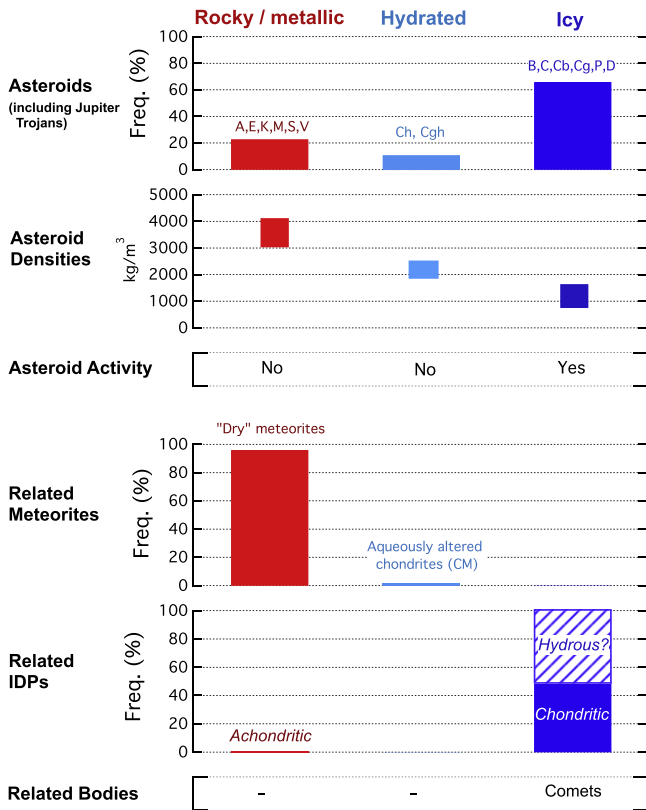 Rocky / metallic Hydrated Icy
Asteroids
(including Jupiter
Trojans)
Freq. (%)
100
80
60
40
20
0
A,E,K,M,S,V
Ch, Cgh
B,C,Cb,Cg,P,D
Asteroid
Densities
kg/m³
5000
4000
3000
2000
1000
0
Asteroid Activity No No Yes
Related
Meteorites
Freq. (%)
100
80
60
40
20
0
"Dry" meteorites
Aqueously altered
chondrites (CM)
Related
IDPs
Freq. (%)
100
80
60
40
20
0
Achondritic
Hydrous?
Chondritic
Related Bodies – – Comets